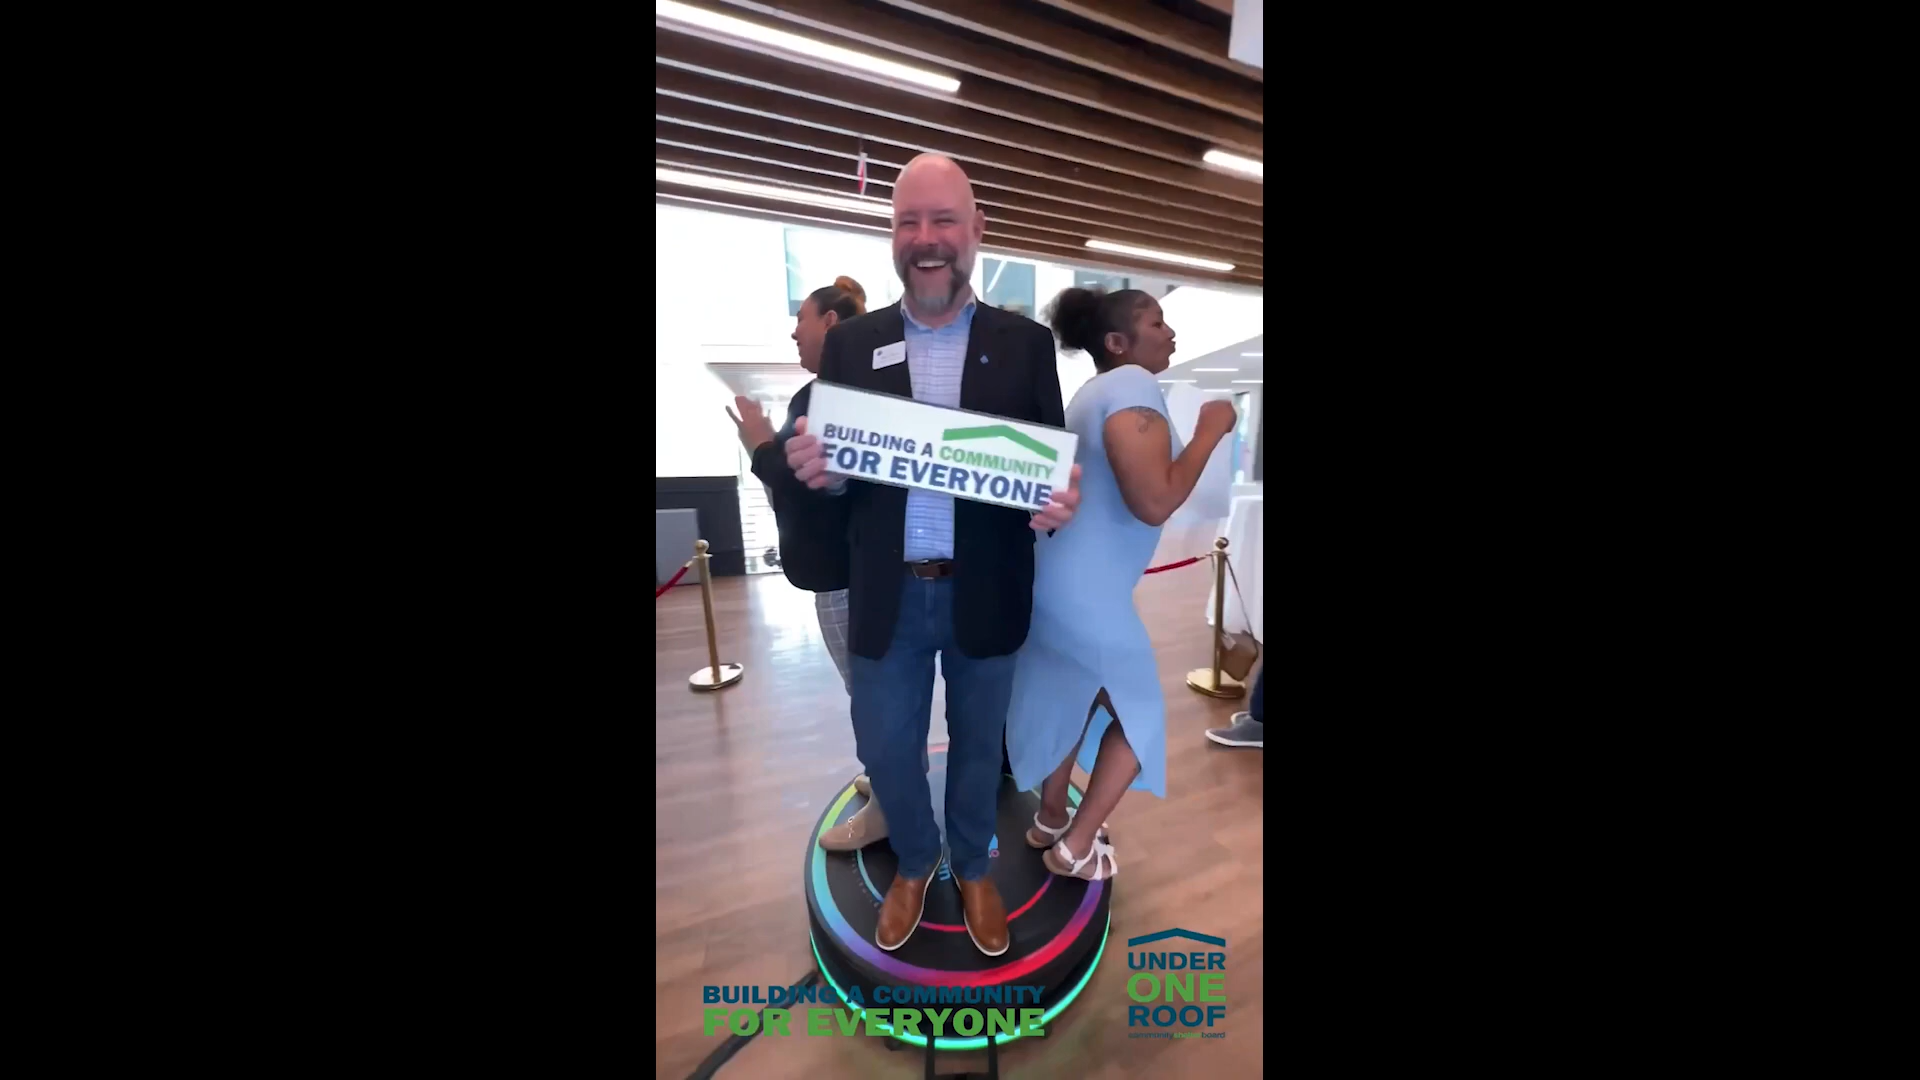 BUILDING A COMMUNITY
FOR EVERYONE
BUILDING A COMMUNITY
FOR EVERYONE
UNDER
ONE
ROOF